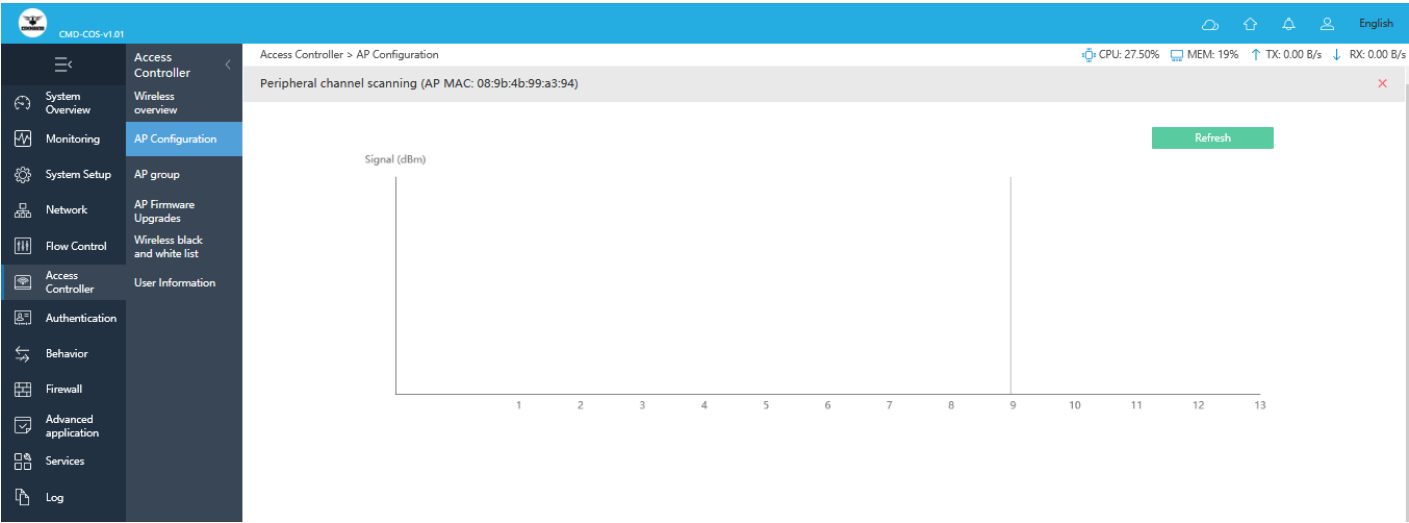 CMD-COS-v1.01
English
Access Controller
Access Controller > AP Configuration
CPU: 27.50% MEM: 19% TX: 0.00 B/s RX: 0.00 B/s
Peripheral channel scanning (AP MAC: 08:9b:4b:99:a3:94)
System Overview
Monitoring
System Setup
Network
Flow Control
Access Controller
Authentication
Behavior
Firewall
Advanced application
Services
Log
Wireless overview
AP Configuration
AP group
AP Firmware Upgrades
Wireless black and white list
User Information
Refresh
Signal (dBm)
1 2 3 4 5 6 7 8 9 10 11 12 13